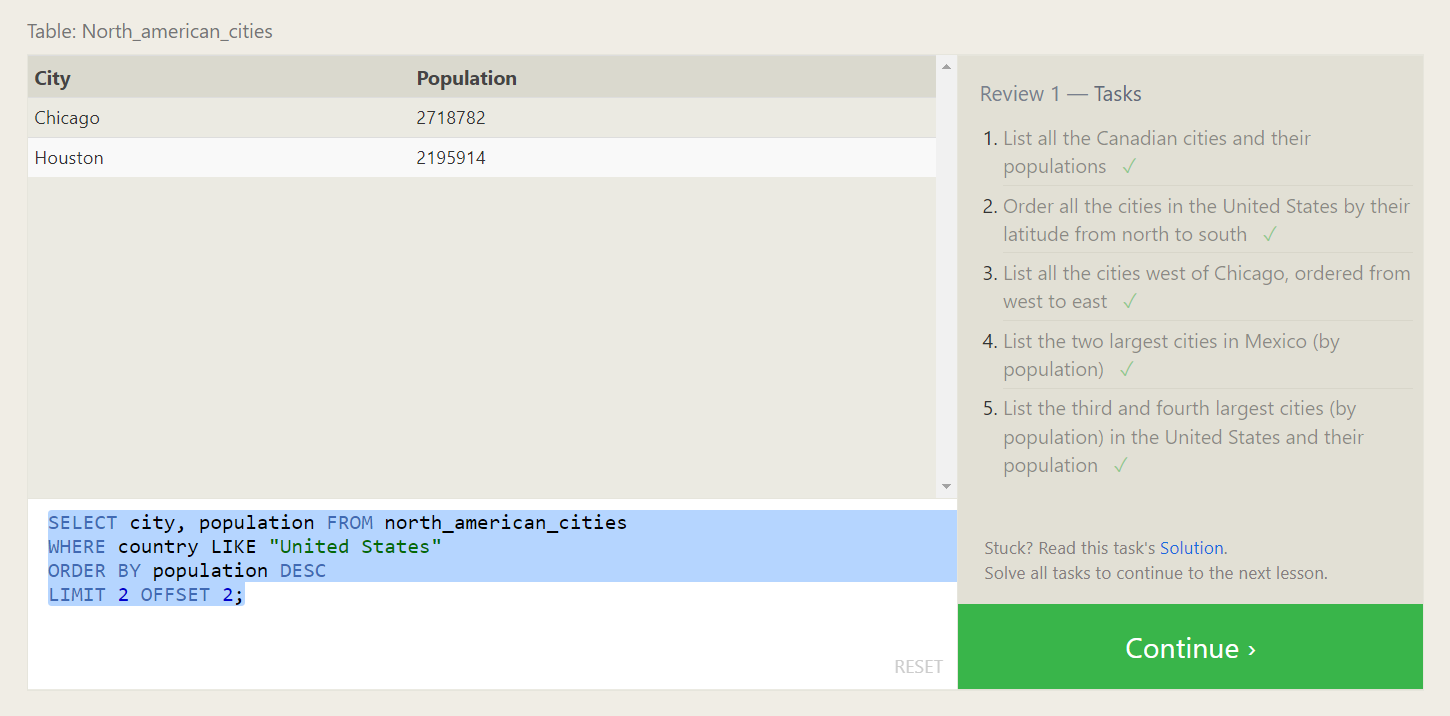 Table: North_american_cities
City Population
Chicago 2718782
Houston 2195914
SELECT city, population FROM north_american_cities
WHERE country LIKE "United States"
ORDER BY population DESC
LIMIT 2 OFFSET 2;
RESET
Review 1 — Tasks
1. List all the Canadian cities and their
populations ✓
2. Order all the cities in the United States by their
latitude from north to south ✓
3. List all the cities west of Chicago, ordered from
west to east ✓
4. List the two largest cities in Mexico (by
population) ✓
5. List the third and fourth largest cities (by
population) in the United States and their
population ✓
Stuck? Read this task's Solution.
Solve all tasks to continue to the next lesson.
Continue ›